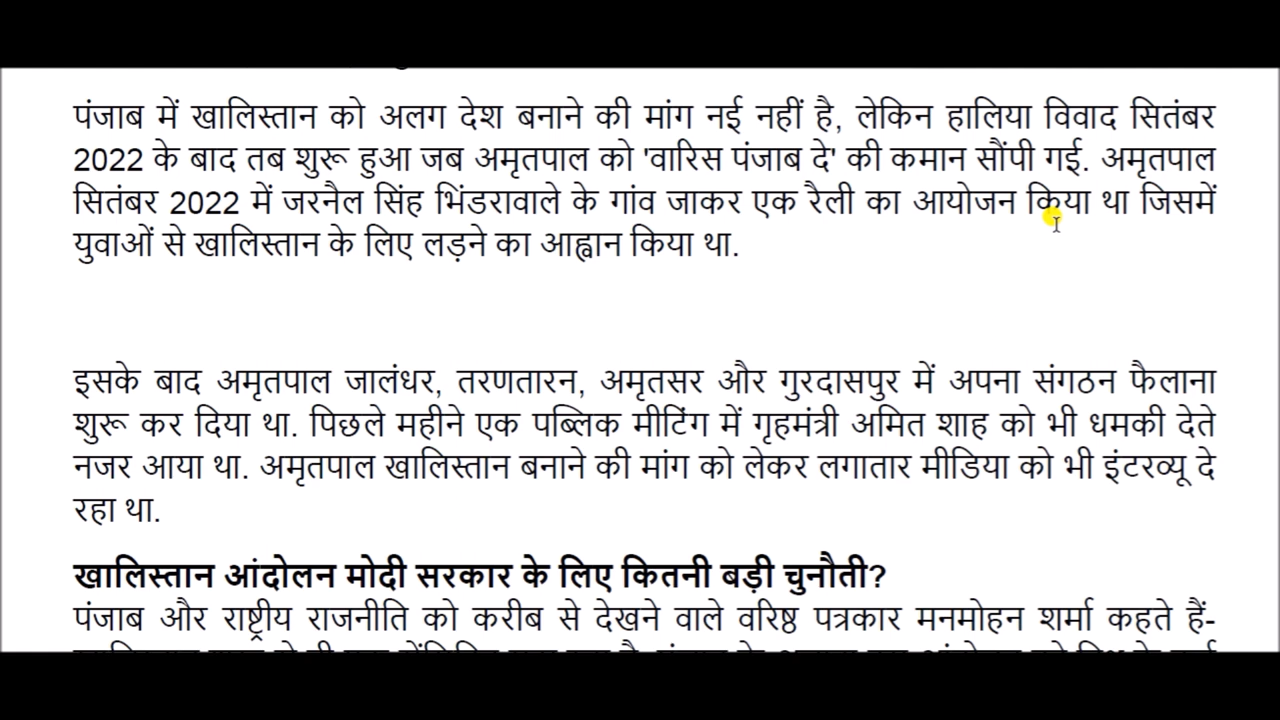 पंजाब में खालिस्तान को अलग देश बनाने की मांग नई नहीं है, लेकिन हालिया विवाद सितंबर
2022 के बाद तब शुरू हुआ जब अमृतपाल को 'वारिस पंजाब दे' की कमान सौंपी गई. अमृतपाल
सितंबर 2022 में जरनैल सिंह भिंडरावाले के गांव जाकर एक रैली का आयोजन किया था जिसमें
युवाओं से खालिस्तान के लिए लड़ने का आह्वान किया था.
इसके बाद अमृतपाल जालंधर, तरणतारन, अमृतसर और गुरदासपुर में अपना संगठन फैलाना
शुरू कर दिया था. पिछले महीने एक पब्लिक मीटिंग में गृहमंत्री अमित शाह को भी धमकी देते
नजर आया था. अमृतपाल खालिस्तान बनाने की मांग को लेकर लगातार मीडिया को भी इंटरव्यू दे
रहा था.
खालिस्तान आंदोलन मोदी सरकार के लिए कितनी बड़ी चुनौती?
पंजाब और राष्ट्रीय राजनीति को करीब से देखने वाले वरिष्ठ पत्रकार मनमोहन शर्मा कहते हैं-